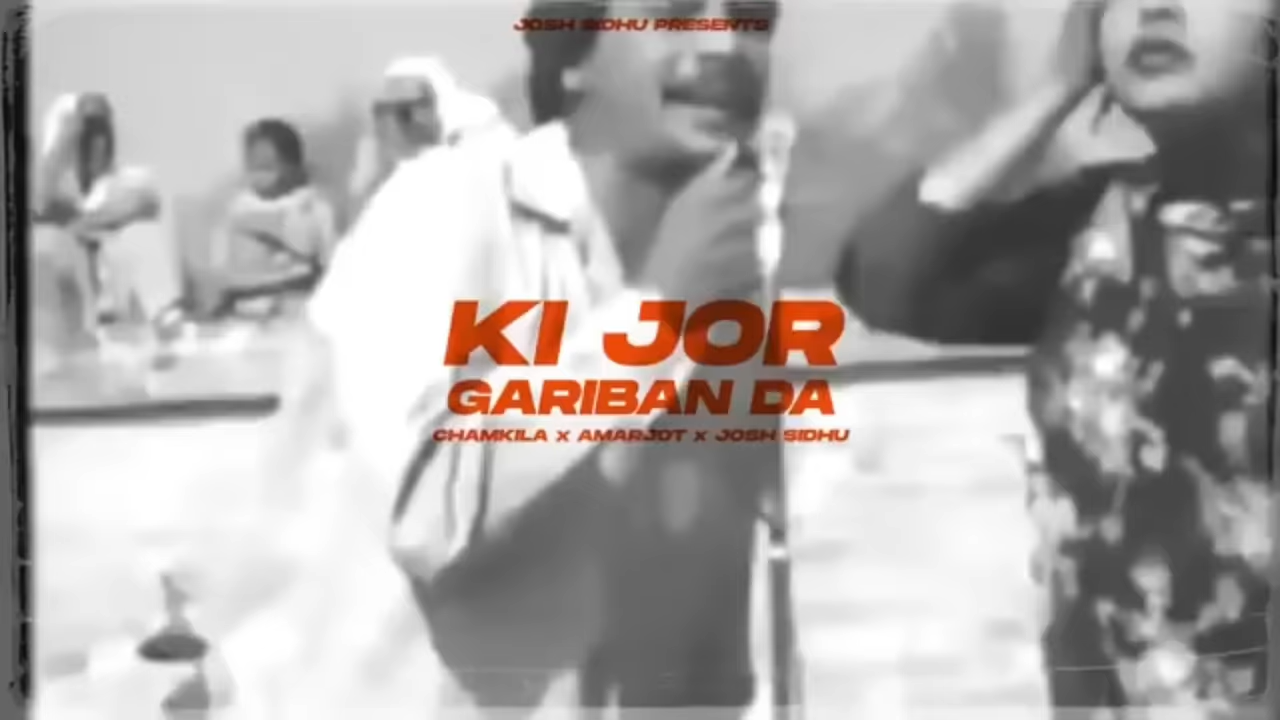 JOSH SIDHU PRESENTS
KI JOR
GARIBAN DA
CHAMKILA x AMARJOT x JOSH SIDHU